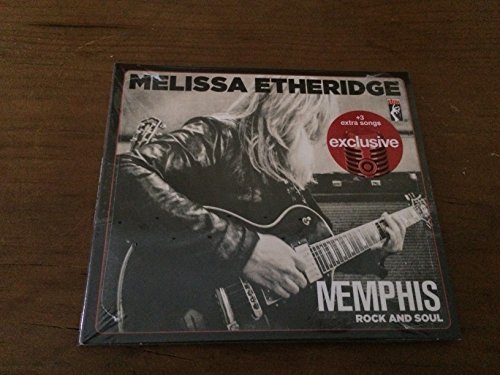 MELISSA ETHERIDGE
+3
extra songs
exclusive
MEMPHIS
ROCK AND SOUL